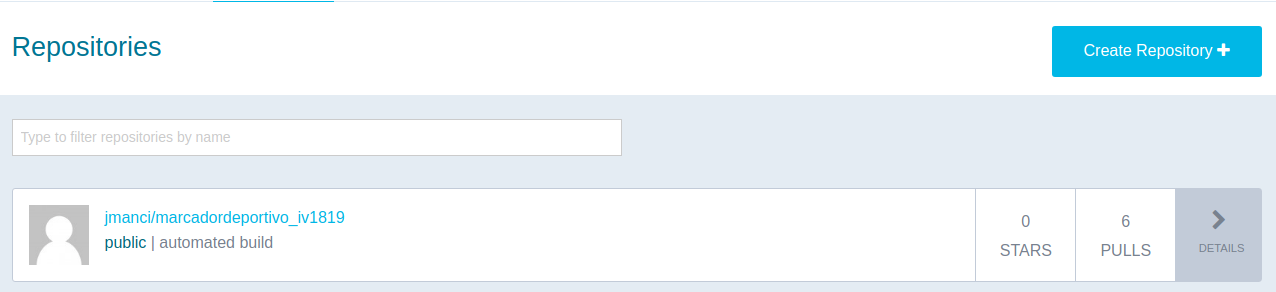 Repositories
Create Repository
Type to filter repositories by name
jmanci/marcadordeportivo_iv1819
public | automated build
0
STARS
6
PULLS
DETAILS